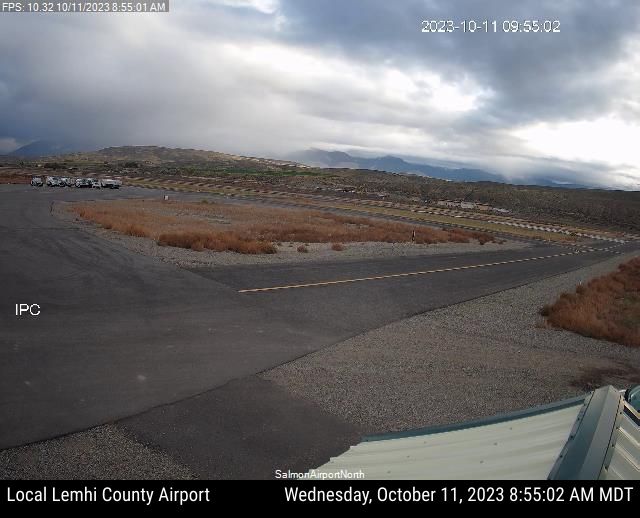 FPS: 10.32 10/11/2023 8:55:01 AM
2023-10-11 09:55:02
IPC
SalmonAirportNorth
Local Lemhi County Airport Wednesday, October 11, 2023 8:55:02 AM MDT